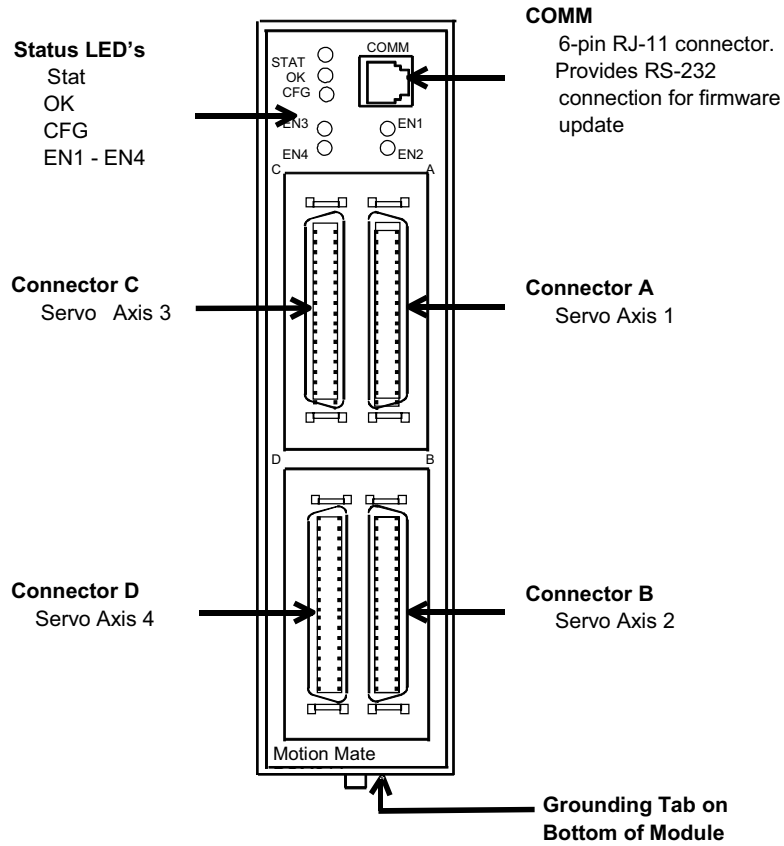 COMM
6-pin RJ-11 connector.
Provides RS-232
connection for firmware
update
Status LED's
Stat
OK
CFG
EN1 - EN4
COMM
STAT
OK
CFG
EN3
EN1
EN4
EN2
C
A
Connector C
Servo Axis 3
Connector A
Servo Axis 1
D
B
Connector D
Servo Axis 4
Connector B
Servo Axis 2
Motion Mate
Grounding Tab on
Bottom of Module